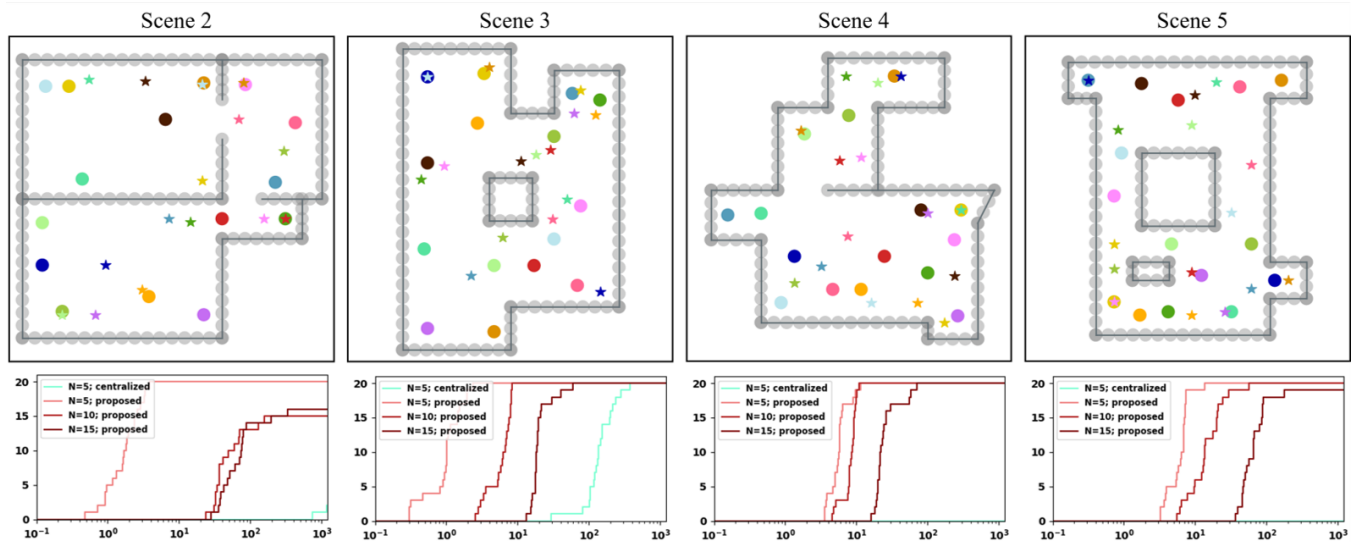 Scene 2
Scene 3
Scene 4
Scene 5
20
15
10
5
0
N=5; centralized
N=5; proposed
N=10; proposed
N=15; proposed
10⁻¹ 10⁰ 10¹ 10² 10³
20
15
10
5
0
N=5; centralized
N=5; proposed
N=10; proposed
N=15; proposed
10⁻¹ 10⁰ 10¹ 10² 10³
20
15
10
5
0
N=5; centralized
N=5; proposed
N=10; proposed
N=15; proposed
10⁻¹ 10⁰ 10¹ 10² 10³
20
15
10
5
0
N=5; centralized
N=5; proposed
N=10; proposed
N=15; proposed
10⁻¹ 10⁰ 10¹ 10² 10³